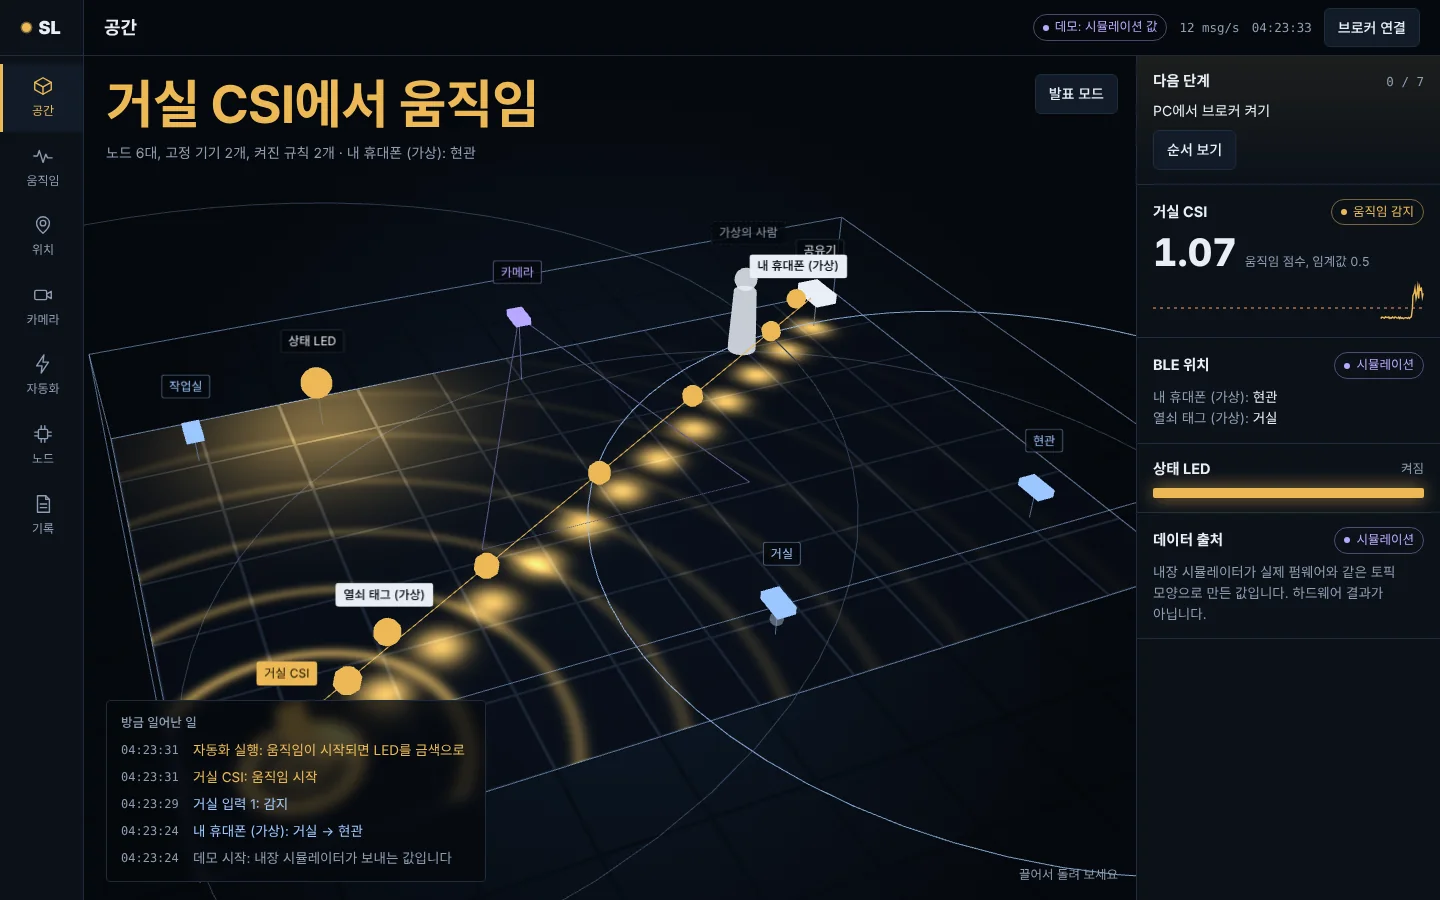 SL
공간
데모: 시뮬레이션 값
12 msg/s
04:23:33
브로커 연결
공간
움직임
위치
카메라
자동화
노드
기록
거실 CSI에서 움직임
노드 6대, 고정 기기 2개, 켜진 규칙 2개 · 내 휴대폰 (가상): 현관
발표 모드
가상의 사람
공유기
내 휴대폰 (가상)
카메라
상태 LED
작업실
현관
거실
열쇠 태그 (가상)
거실 CSI
방금 일어난 일
04:23:31 자동화 실행: 움직임이 시작되면 LED를 금색으로
04:23:31 거실 CSI: 움직임 시작
04:23:29 거실 입력 1: 감지
04:23:24 내 휴대폰 (가상): 거실 → 현관
04:23:24 데모 시작: 내장 시뮬레이터가 보내는 값입니다
끌어서 돌려 보세요
다음 단계
0 / 7
PC에서 브로커 켜기
순서 보기
거실 CSI
움직임 감지
1.07 움직임 점수, 임계값 0.5
BLE 위치
시뮬레이션
내 휴대폰 (가상): 현관
열쇠 태그 (가상): 거실
상태 LED
켜짐
데이터 출처
시뮬레이션
내장 시뮬레이터가 실제 펌웨어와 같은 토픽
모양으로 만든 값입니다. 하드웨어 결과가
아닙니다.